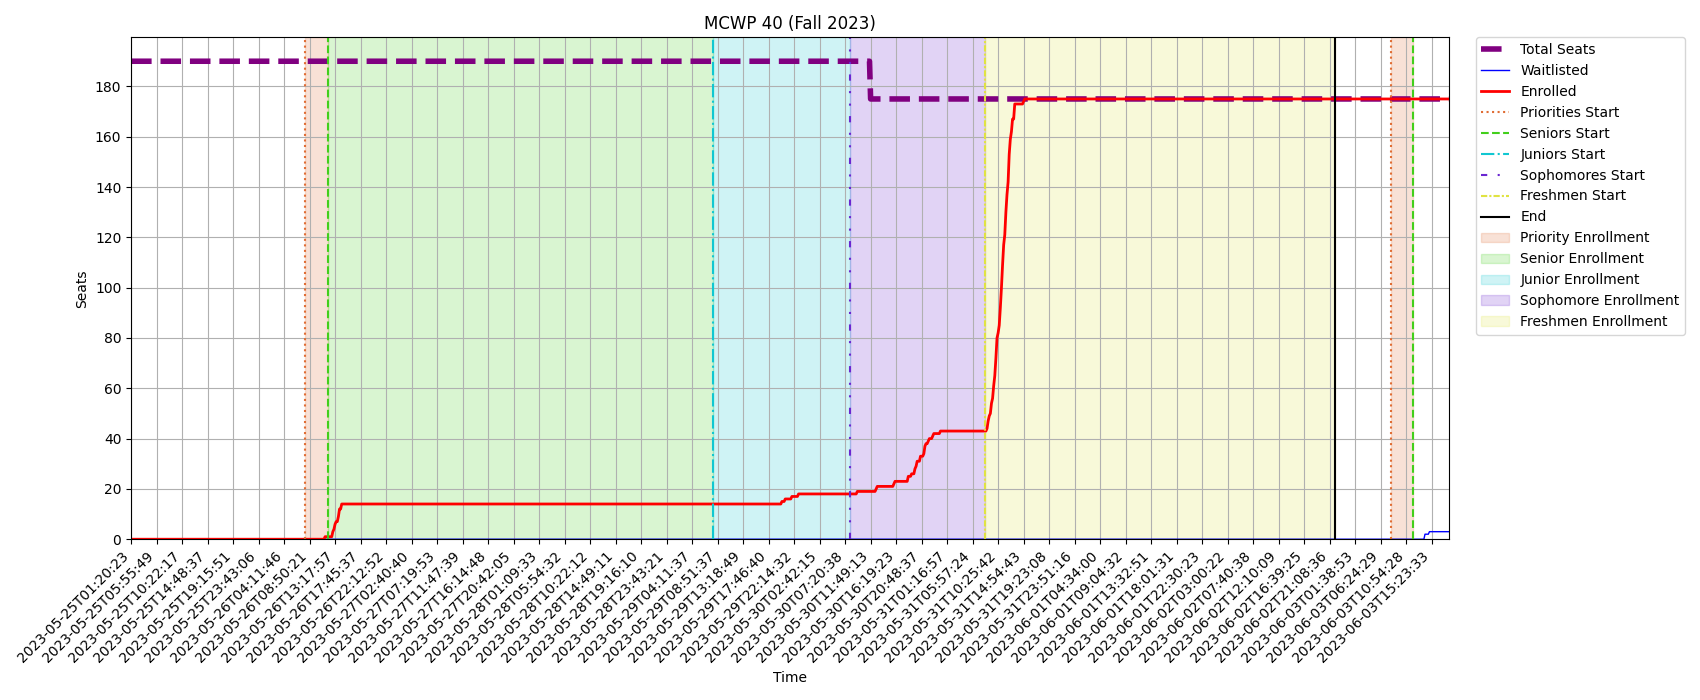 MCWP 40 (Fall 2023)
Seats
180
160
140
120
100
80
60
40
20
0
2023-05-25T01:20:23
2023-05-25T05:55:49
2023-05-25T10:22:17
2023-05-25T14:48:37
2023-05-25T19:15:51
2023-05-25T23:43:06
2023-05-26T04:11:46
2023-05-26T08:50:21
2023-05-26T13:17:57
2023-05-26T17:45:37
2023-05-26T22:12:52
2023-05-27T02:40:40
2023-05-27T07:19:53
2023-05-27T11:47:39
2023-05-27T16:14:48
2023-05-27T20:42:05
2023-05-28T01:09:33
2023-05-28T05:54:32
2023-05-28T10:22:12
2023-05-28T14:49:11
2023-05-28T19:16:10
2023-05-28T23:43:21
2023-05-29T04:11:37
2023-05-29T08:51:37
2023-05-29T13:18:49
2023-05-29T17:46:40
2023-05-29T22:14:32
2023-05-30T02:42:15
2023-05-30T07:20:38
2023-05-30T11:49:13
2023-05-30T16:19:23
2023-05-30T20:48:37
2023-05-31T01:16:57
2023-05-31T05:57:24
2023-05-31T10:25:42
2023-05-31T14:54:43
2023-05-31T19:23:08
2023-05-31T23:51:16
2023-06-01T04:34:00
2023-06-01T09:04:32
2023-06-01T13:32:51
2023-06-01T18:01:31
2023-06-01T22:30:23
2023-06-02T03:00:22
2023-06-02T07:40:38
2023-06-02T12:10:09
2023-06-02T16:39:25
2023-06-02T21:08:36
2023-06-03T01:38:53
2023-06-03T06:24:29
2023-06-03T10:54:28
2023-06-03T15:23:33
Time
Total Seats
Waitlisted
Enrolled
Priorities Start
Seniors Start
Juniors Start
Sophomores Start
Freshmen Start
End
Priority Enrollment
Senior Enrollment
Junior Enrollment
Sophomore Enrollment
Freshmen Enrollment